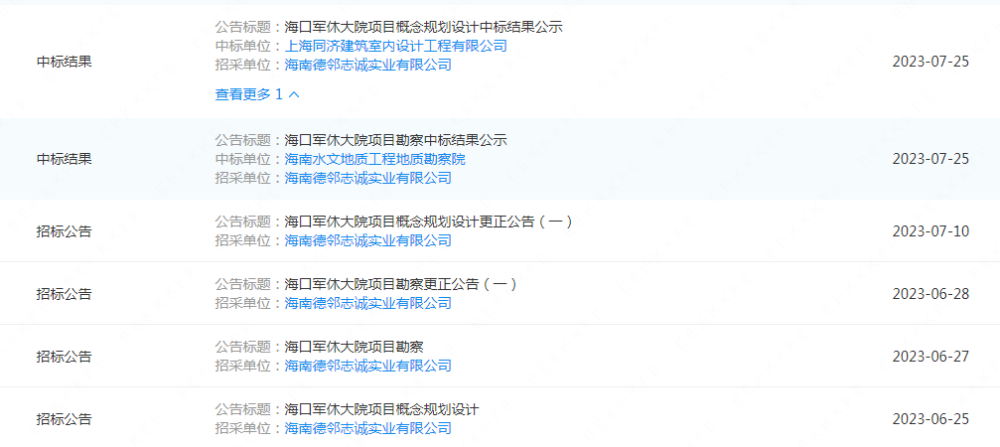 公告标题：海口军休大院项目概念规划设计中标结果公示
中标结果 中标单位：上海同济建筑室内设计工程有限公司 2023-07-25
招采单位：海南德邻志诚实业有限公司
查看更多 1
公告标题：海口军休大院项目勘察中标结果公示
中标结果 中标单位：海南水文地质工程地质勘察院 2023-07-25
招采单位：海南德邻志诚实业有限公司
公告标题：海口军休大院项目概念规划设计更正公告（一）
招标公告 2023-07-10
招采单位：海南德邻志诚实业有限公司
公告标题：海口军休大院项目勘察更正公告（一）
招标公告 2023-06-28
招采单位：海南德邻志诚实业有限公司
公告标题：海口军休大院项目勘察
招标公告 2023-06-27
招采单位：海南德邻志诚实业有限公司
公告标题：海口军休大院项目概念规划设计
招标公告 2023-06-25
招采单位：海南德邻志诚实业有限公司